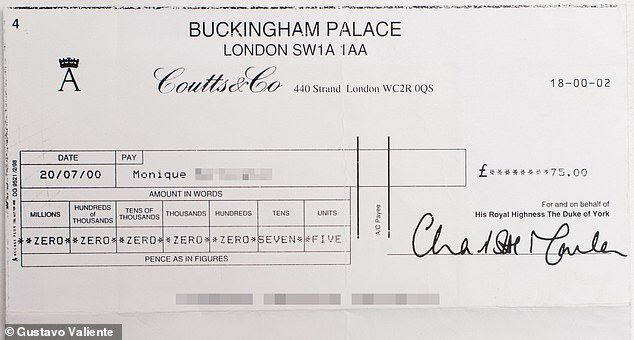 4
BUCKINGHAM PALACE
LONDON SW1A 1AA
A
Coutts&Co 440 Strand London WC2R 0QS
18-00-02
DATE PAY
20/07/00 Monique
£*******75.00
AMOUNT IN WORDS
MILLIONS HUNDREDS of THOUSANDS TENS OF THOUSANDS THOUSANDS HUNDREDS TENS UNITS
**ZERO**ZERO**ZERO**ZERO**ZERO*SEVEN**FIVE
PENCE AS IN FIGURES
A/C Payee
For and on behalf of
His Royal Highness The Duke of York
© Gustavo Valiente